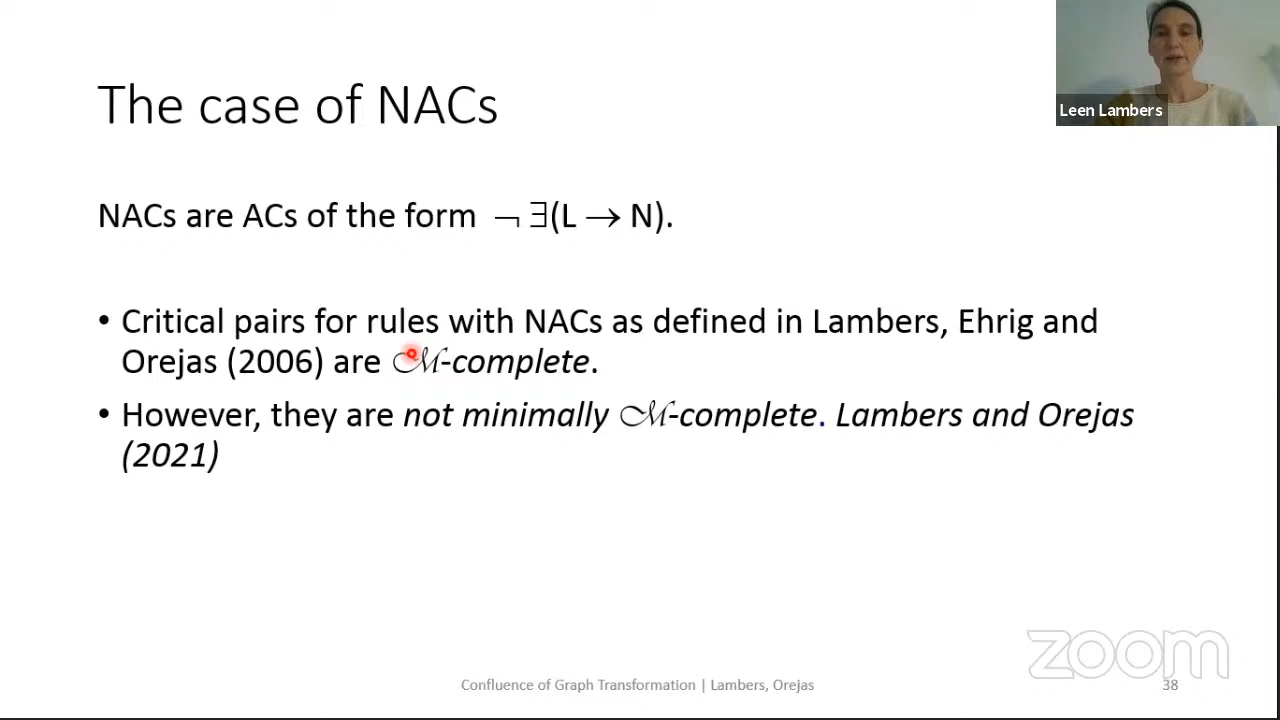 Leen Lambers
The case of NACs
NACs are ACs of the form ¬ ∃(L → N).
• Critical pairs for rules with NACs as defined in Lambers, Ehrig and
Orejas (2006) are ℳ-complete.
• However, they are not minimally ℳ-complete. Lambers and Orejas
(2021)
zoom
Confluence of Graph Transformation | Lambers, Orejas
38